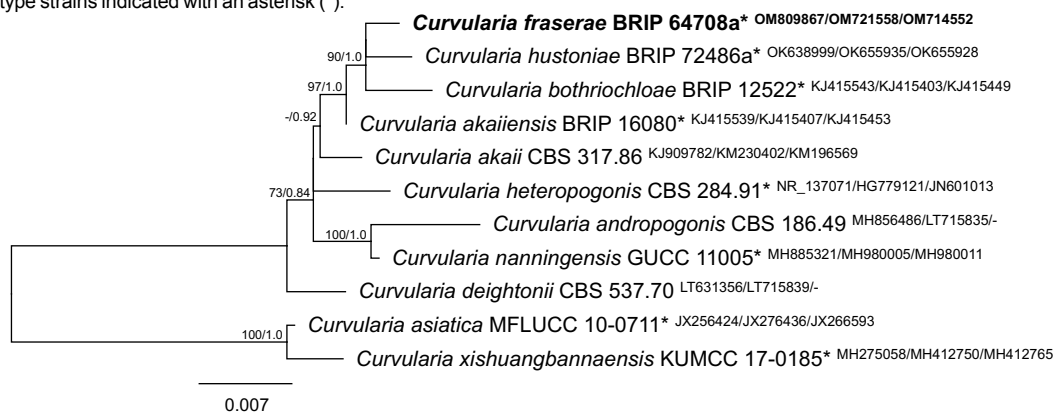 type strains indicated with an asterisk (*).
Curvularia fraserae BRIP 64708a* OM809867/OM721558/OM714552
90/1.0
Curvularia hustoniae BRIP 72486a* OK638999/OK655935/OK655928
97/1.0
Curvularia bothriochloae BRIP 12522* KJ415543/KJ415403/KJ415449
-/0.92
Curvularia akaiiensis BRIP 16080* KJ415539/KJ415407/KJ415453
Curvularia akaii CBS 317.86 KJ909782/KM230402/KM196569
73/0.84
Curvularia heteropogonis CBS 284.91* NR_137071/HG779121/JN601013
Curvularia andropogonis CBS 186.49 MH856486/LT715835/-
100/1.0
Curvularia nanningensis GUCC 11005* MH885321/MH980005/MH980011
Curvularia deightonii CBS 537.70 LT631356/LT715839/-
Curvularia asiatica MFLUCC 10-0711* JX256424/JX276436/JX266593
100/1.0
Curvularia xishuangbannaensis KUMCC 17-0185* MH275058/MH412750/MH412765
0.007